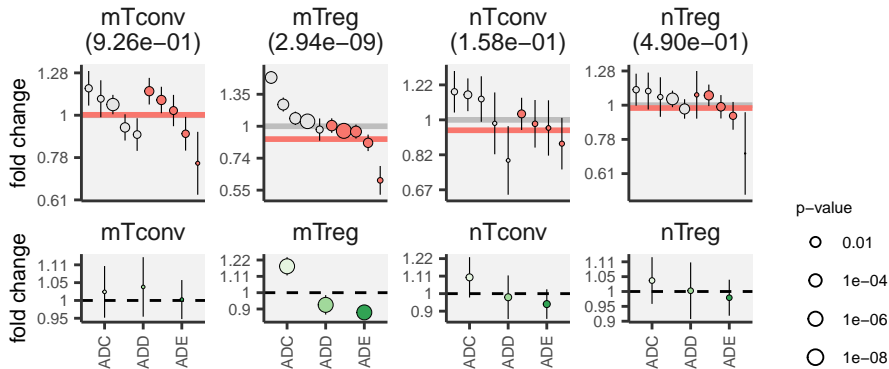 mTconv
(9.26e−01)
mTreg
(2.94e−09)
nTconv
(1.58e−01)
nTreg
(4.90e−01)
fold change
1.28
1
0.78
0.61
1.35
1
0.74
0.55
1.22
1
0.82
0.67
1.28
1
0.78
0.61
mTconv
mTreg
nTconv
nTreg
fold change
1.11
1.05
1
0.95
1.22
1.11
1
0.9
1.22
1.11
1
0.9
1.11
1.05
1
0.95
0.9
ADC
ADD
ADE
ADC
ADD
ADE
ADC
ADD
ADE
ADC
ADD
ADE
p−value
0.01
1e−04
1e−06
1e−08